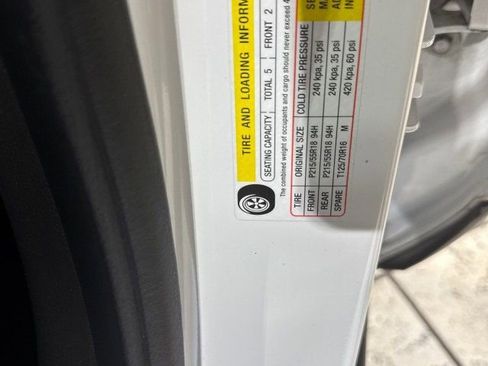 TIRE AND LOADING INFORM
SEATING CAPACITY TOTAL 5 FRONT 2
The combined weight of occupants and cargo should never exceed 4
TIRE ORIGINAL SIZE COLD TIRE PRESSURE
FRONT P215/55R18 94H 240 kpa, 35 psi
REAR P215/55R18 94H 240 kpa, 35 psi
SPARE T125/70R16 M 420 kpa, 60 psi